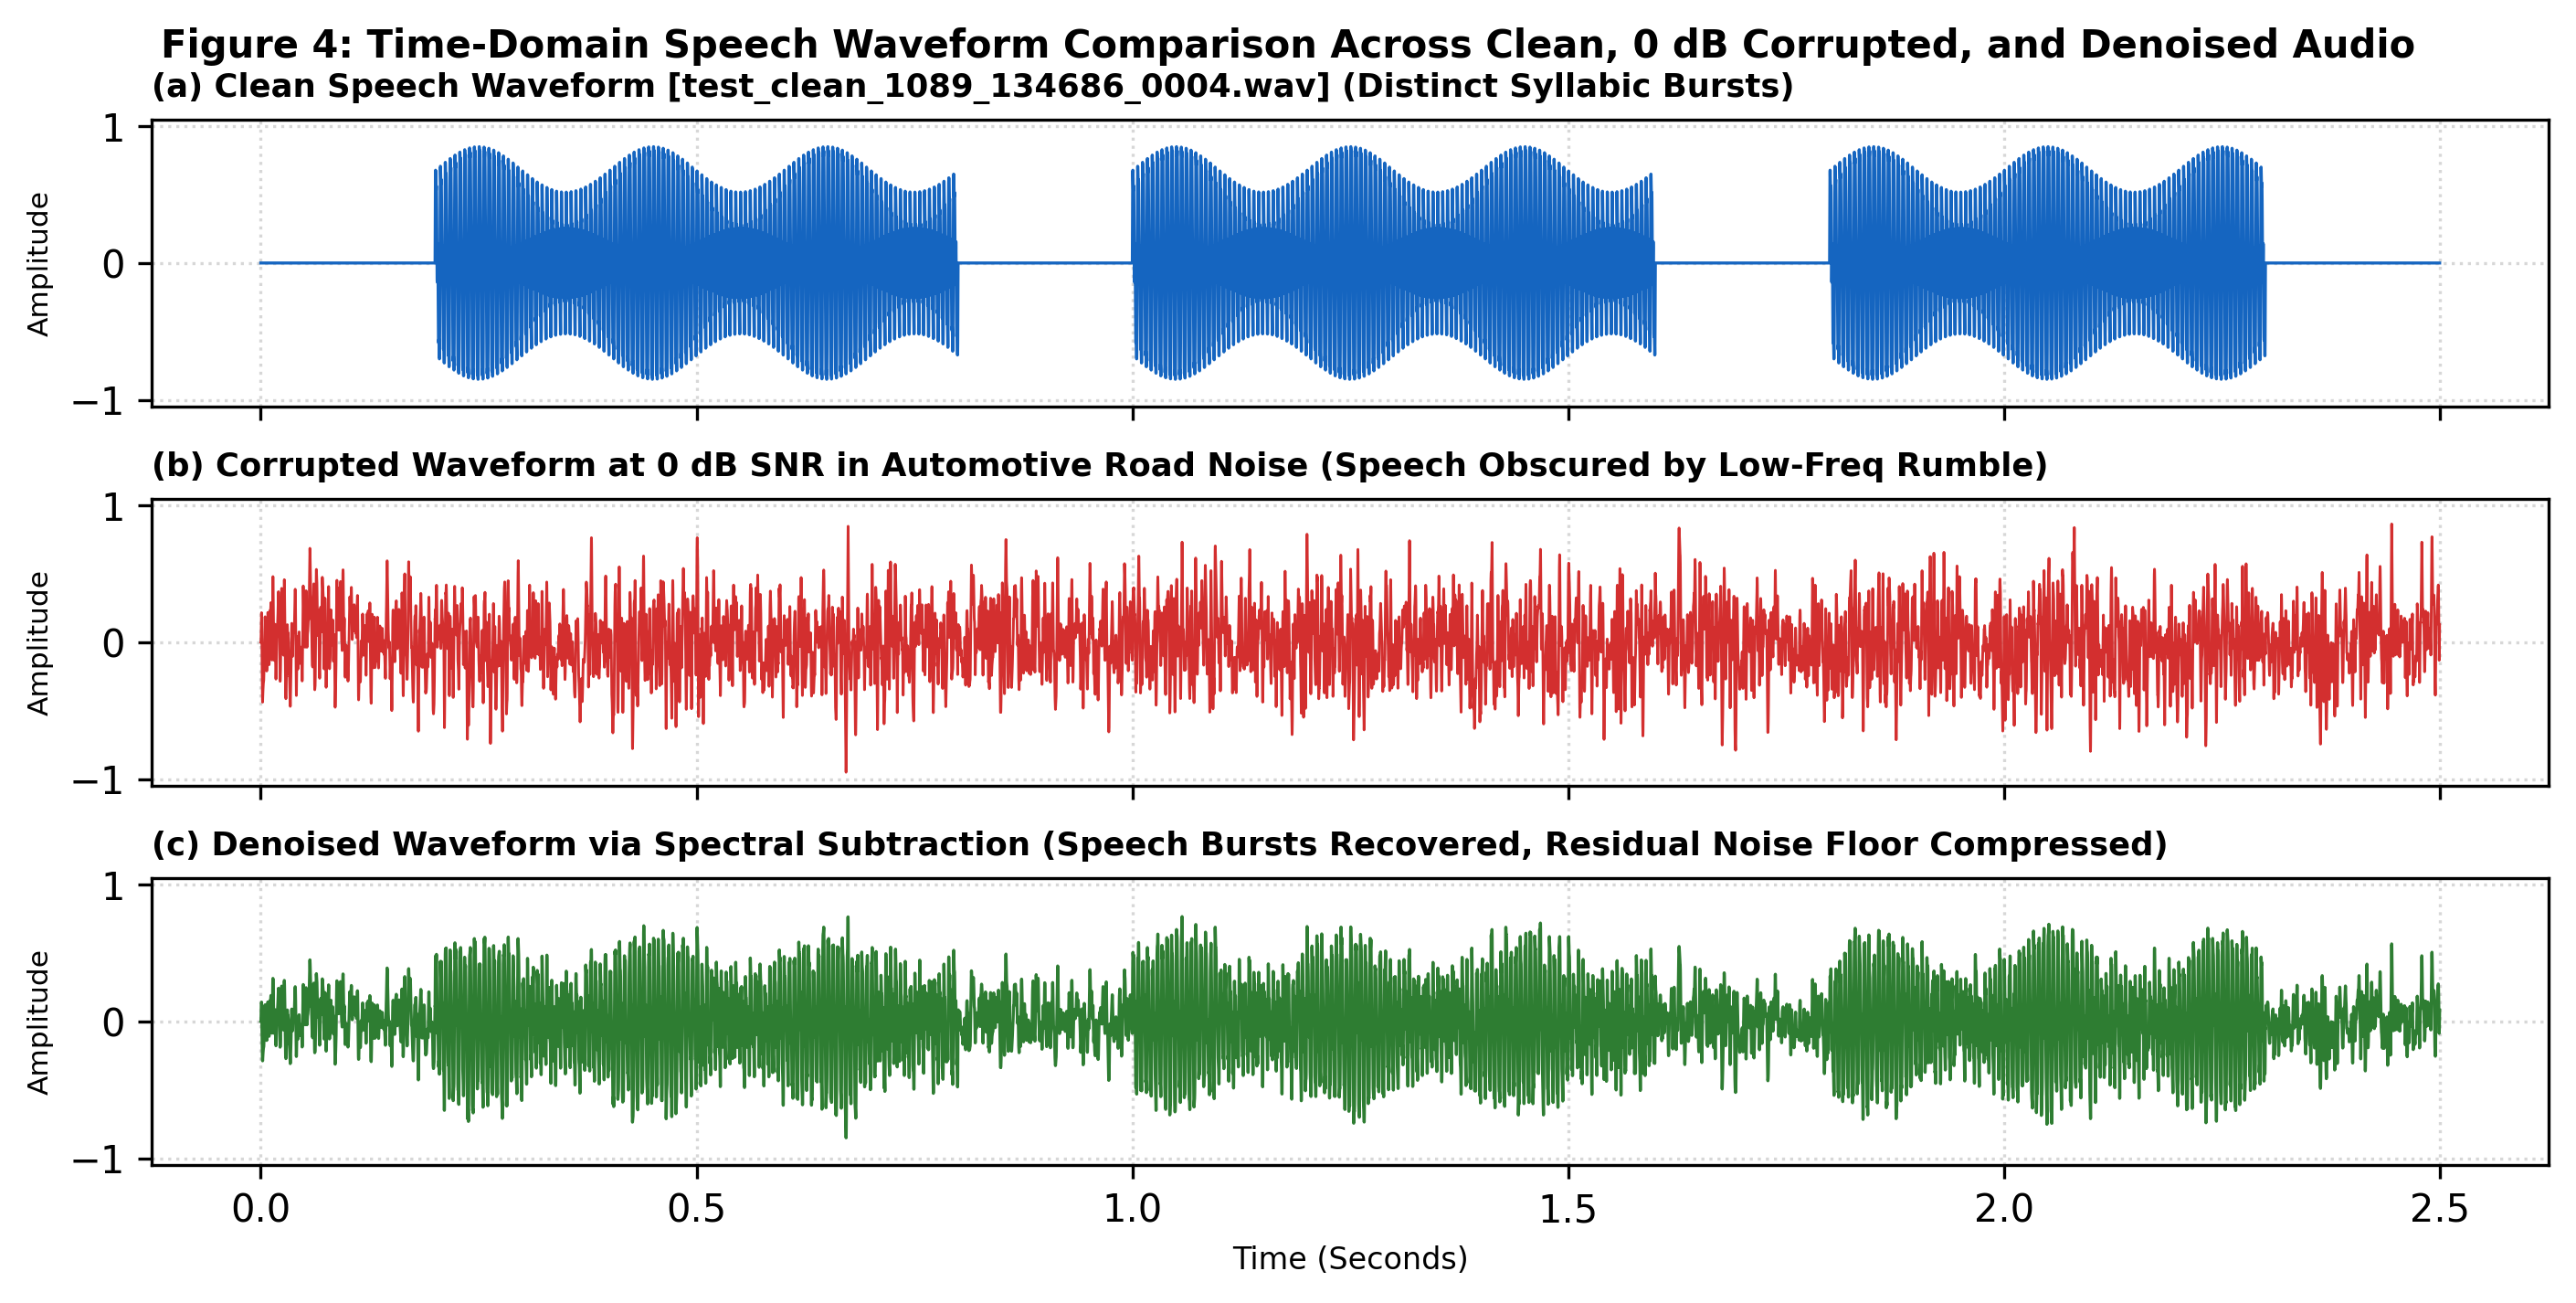 Figure 4: Time-Domain Speech Waveform Comparison Across Clean, 0 dB Corrupted, and Denoised Audio
(a) Clean Speech Waveform [test_clean_1089_134686_0004.wav] (Distinct Syllabic Bursts)
1
0
−1
Amplitude
(b) Corrupted Waveform at 0 dB SNR in Automotive Road Noise (Speech Obscured by Low-Freq Rumble)
1
0
−1
Amplitude
(c) Denoised Waveform via Spectral Subtraction (Speech Bursts Recovered, Residual Noise Floor Compressed)
1
0
−1
Amplitude
0.0 0.5 1.0 1.5 2.0 2.5
Time (Seconds)